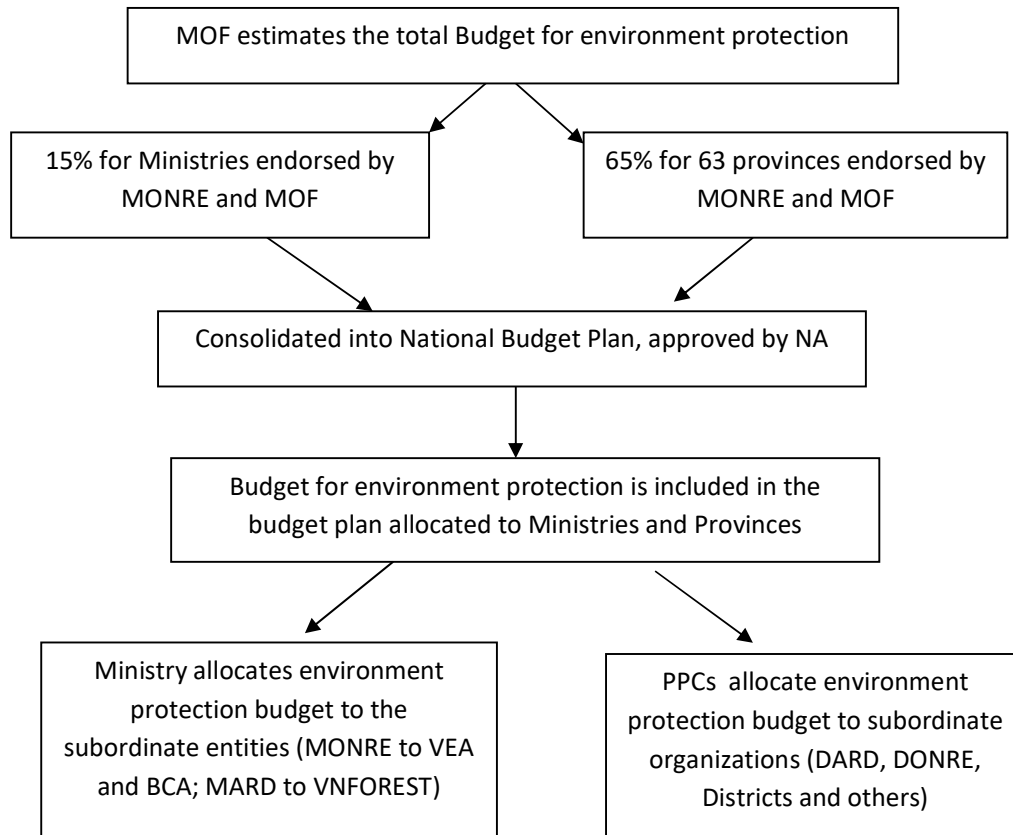 MOF estimates the total Budget for environment protection
15% for Ministries endorsed by
MONRE and MOF
65% for 63 provinces endorsed by
MONRE and MOF
Consolidated into National Budget Plan, approved by NA
Budget for environment protection is included in the
budget plan allocated to Ministries and Provinces
Ministry allocates environment
protection budget to the
subordinate entities (MONRE to VEA
and BCA; MARD to VNFOREST)
PPCs allocate environment
protection budget to subordinate
organizations (DARD, DONRE,
Districts and others)